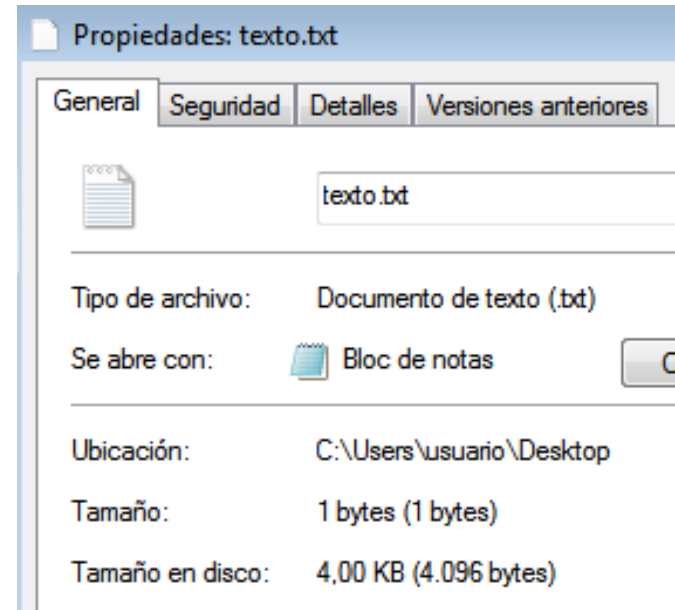 Propiedades: texto.txt
General Seguridad Detalles Versiones anteriores
texto.txt
Tipo de archivo: Documento de texto (.txt)
Se abre con: Bloc de notas
Ubicación: C:\Users\usuario\Desktop
Tamaño: 1 bytes (1 bytes)
Tamaño en disco: 4,00 KB (4.096 bytes)